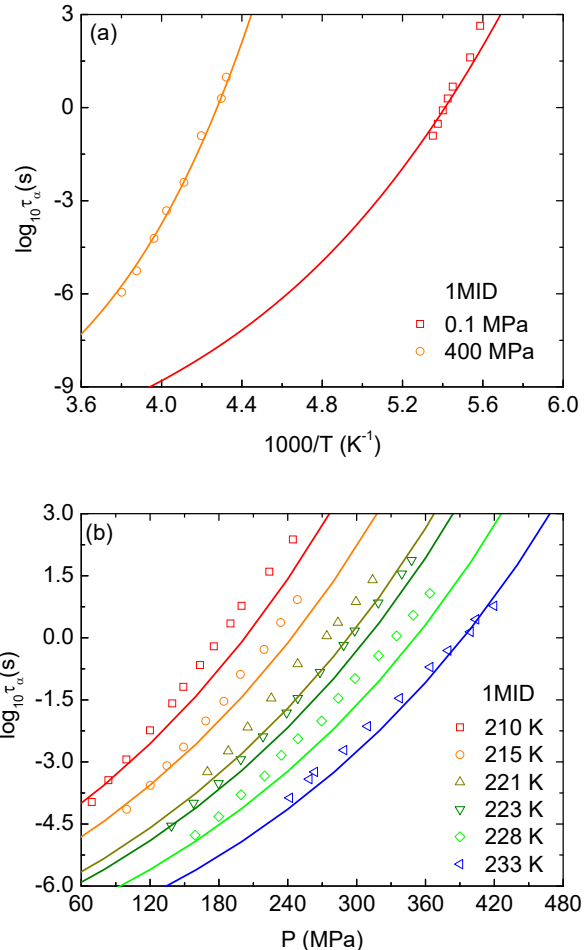 (a)
3
0
-3
-6
-9
log₁₀τα(s)
1MID
0.1 MPa
400 MPa
3.6 4.0 4.4 4.8 5.2 5.6 6.0
1000/T (K⁻¹)
(b)
3.0
1.5
0.0
-1.5
-3.0
-4.5
-6.0
log₁₀τα(s)
1MID
210 K
215 K
221 K
223 K
228 K
233 K
60 120 180 240 300 360 420 480
P (MPa)